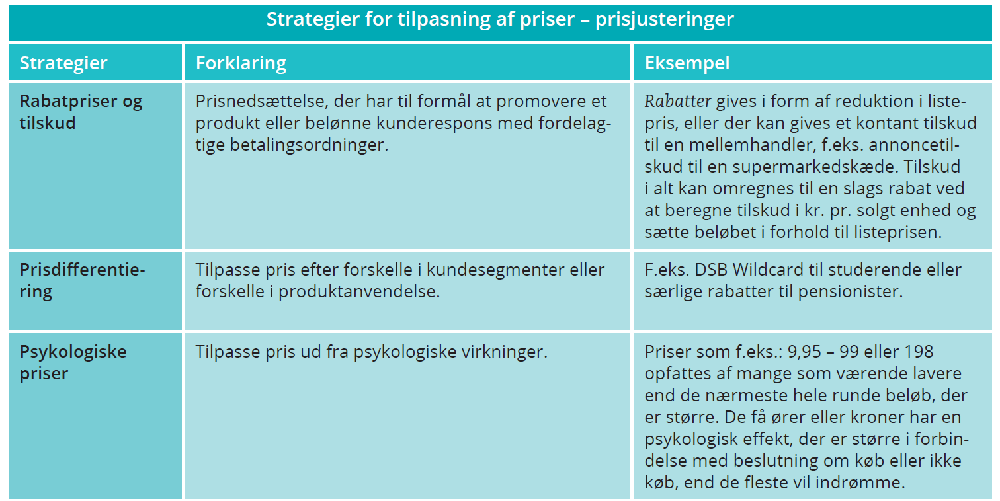 Strategier for tilpasning af priser – prisjusteringer
Strategier
Forklaring
Eksempel
Rabatpriser og
tilskud
Prisnedsættelse, der har til formål at promovere et
produkt eller belønne kunderespons med fordelag-
tige betalingsordninger.
Rabatter gives i form af reduktion i liste-
pris, eller der kan gives et kontant tilskud
til en mellemhandler, f.eks. annoncetil-
skud til en supermarkedskæde. Tilskud
i alt kan omregnes til en slags rabat ved
at beregne tilskud i kr. pr. solgt enhed og
sætte beløbet i forhold til listeprisen.
Prisdifferentie-
ring
Tilpasse pris efter forskelle i kundesegmenter eller
forskelle i produktanvendelse.
F.eks. DSB Wildcard til studerende eller
særlige rabatter til pensionister.
Psykologiske
priser
Tilpasse pris ud fra psykologiske virkninger.
Priser som f.eks.: 9,95 – 99 eller 198
opfattes af mange som værende lavere
end de nærmeste hele runde beløb, der
er større. De få ører eller kroner har en
psykologisk effekt, der er større i forbin-
delse med beslutning om køb eller ikke
køb, end de fleste vil indrømme.